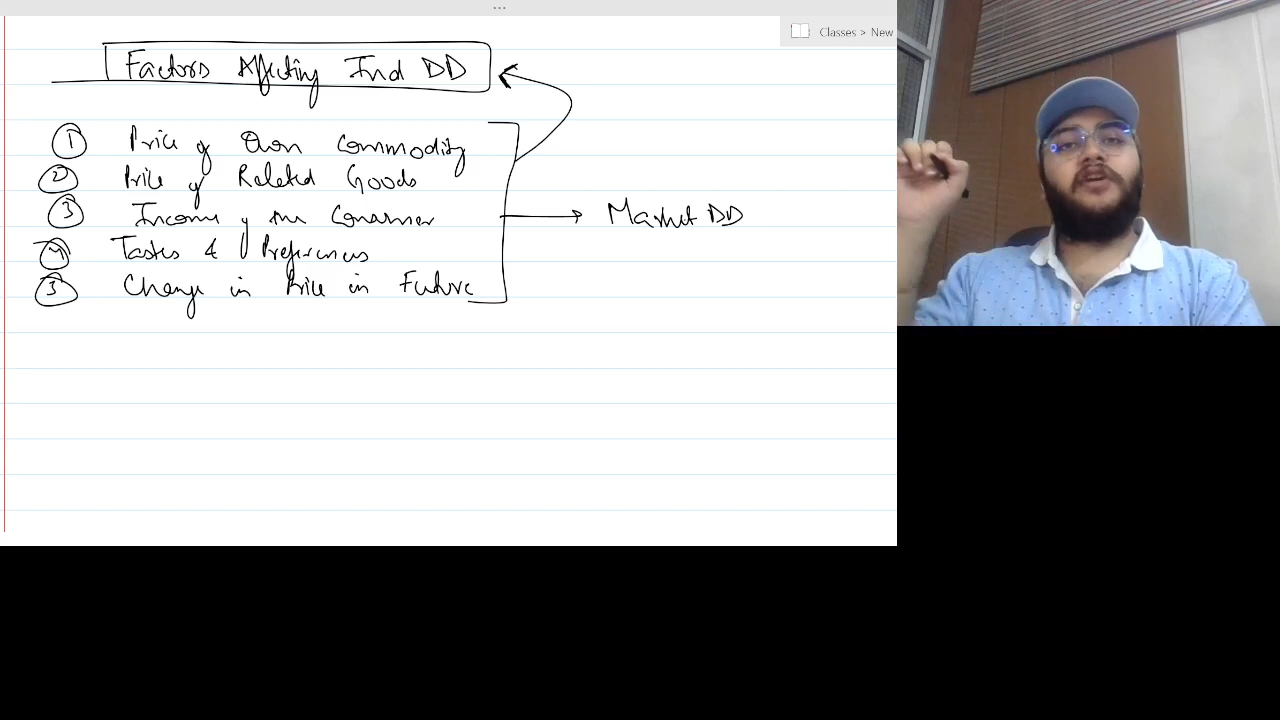 Classes > New
Factors Affecting Ind DD
① Price of Own Commodity
② Price of Related Goods
③ Income of the Consumer
Market DD
④ Tastes & Preferences
⑤ Change in Price in Future